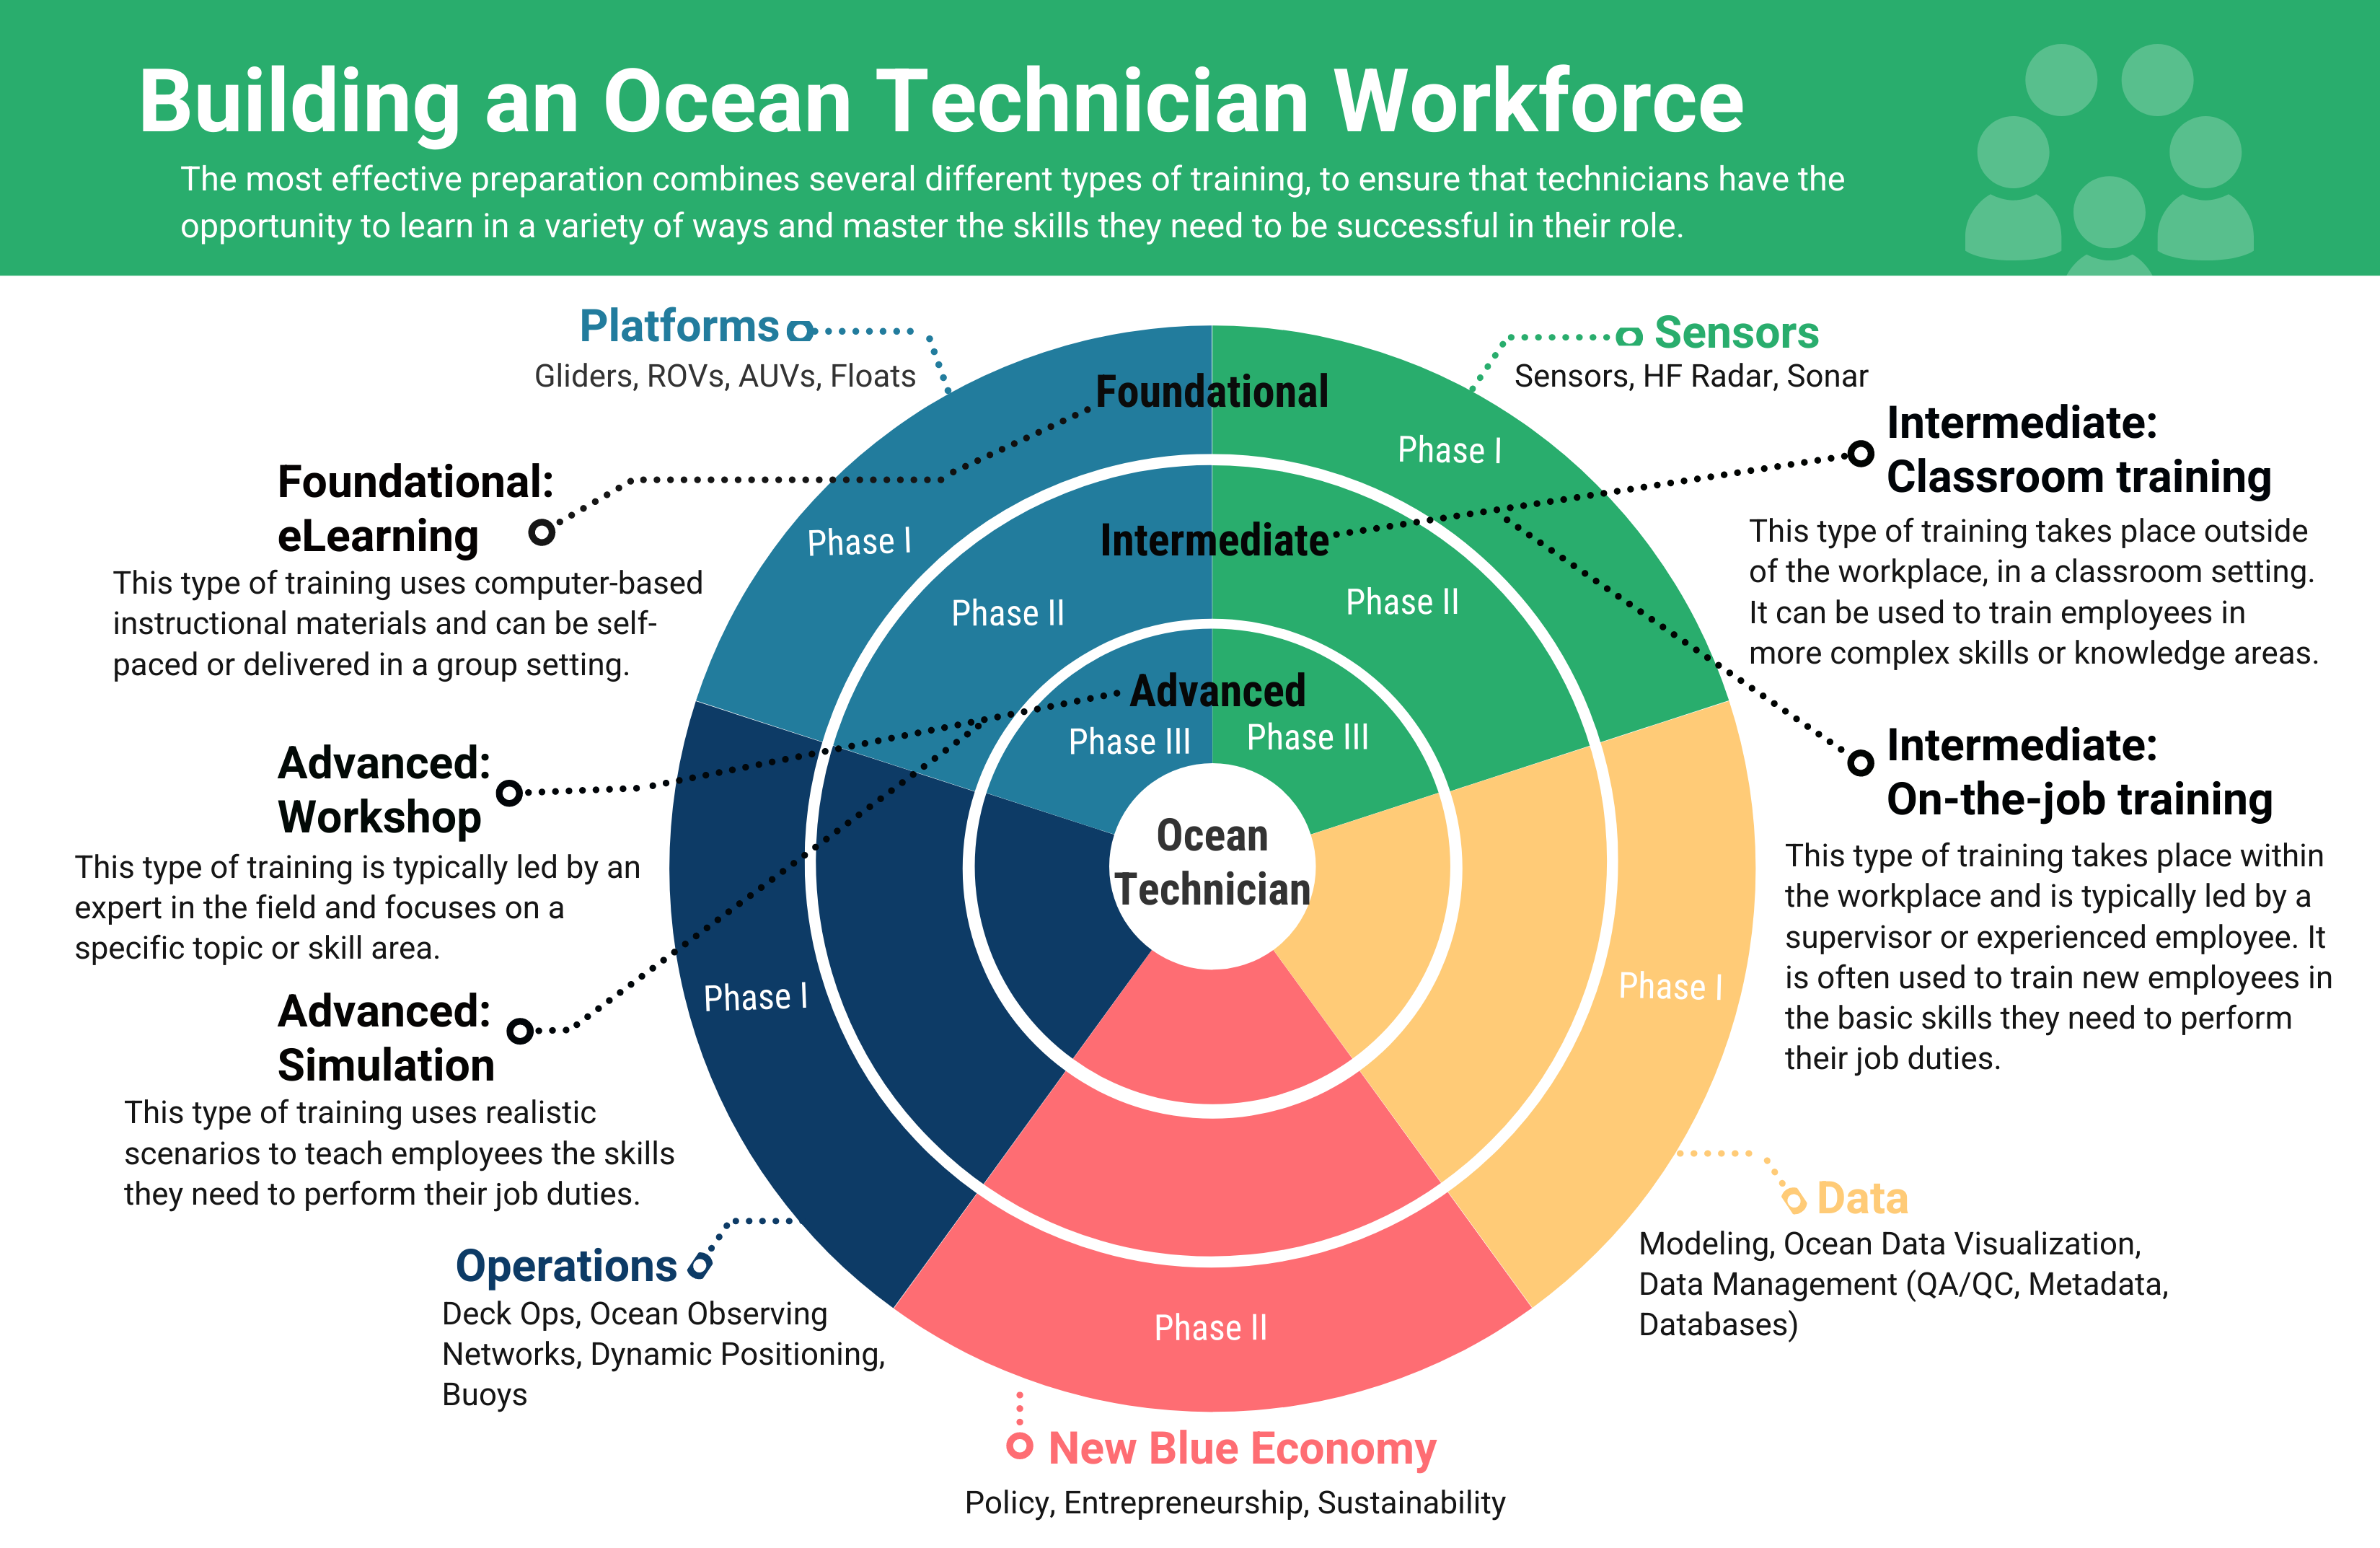 Building an Ocean Technician Workforce
The most effective preparation combines several different types of training, to ensure that technicians have the
opportunity to learn in a variety of ways and master the skills they need to be successful in their role.
Platforms
Gliders, ROVs, AUVs, Floats
Sensors
Sensors, HF Radar, Sonar
Foundational:
eLearning
This type of training uses computer-based
instructional materials and can be self-
paced or delivered in a group setting.
Advanced:
Workshop
This type of training is typically led by an
expert in the field and focuses on a
specific topic or skill area.
Advanced:
Simulation
This type of training uses realistic
scenarios to teach employees the skills
they need to perform their job duties.
Operations
Deck Ops, Ocean Observing
Networks, Dynamic Positioning,
Buoys
Foundational
Phase I
Phase I
Intermediate
Phase II
Phase II
Advanced
Phase III
Phase III
Ocean
Technician
Phase I
Phase I
Phase II
Intermediate:
Classroom training
This type of training takes place outside
of the workplace, in a classroom setting.
It can be used to train employees in
more complex skills or knowledge areas.
Intermediate:
On-the-job training
This type of training takes place within
the workplace and is typically led by a
supervisor or experienced employee. It
is often used to train new employees in
the basic skills they need to perform
their job duties.
Data
Modeling, Ocean Data Visualization,
Data Management (QA/QC, Metadata,
Databases)
New Blue Economy
Policy, Entrepreneurship, Sustainability